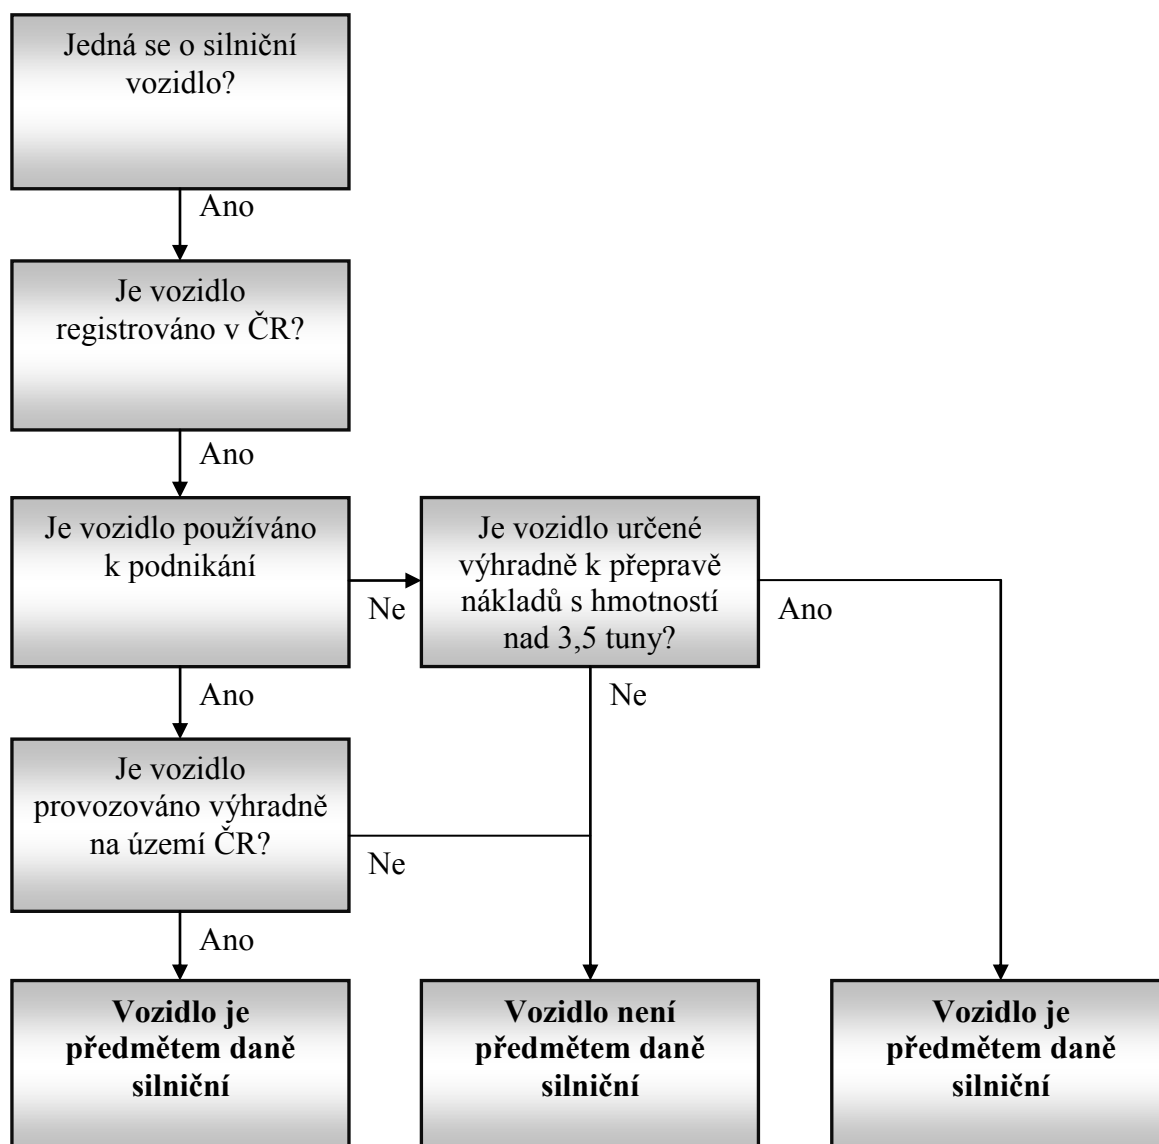 Jedná se o silniční
vozidlo?
Ano
Je vozidlo
registrováno v ČR?
Ano
Je vozidlo používáno
k podnikání
Ne
Je vozidlo určené
výhradně k přepravě
nákladů s hmotností
nad 3,5 tuny?
Ano
Ano
Ne
Je vozidlo
provozováno výhradně
na území ČR?
Ne
Ano
Vozidlo je
předmětem daně
silniční
Vozidlo není
předmětem daně
silniční
Vozidlo je
předmětem daně
silniční